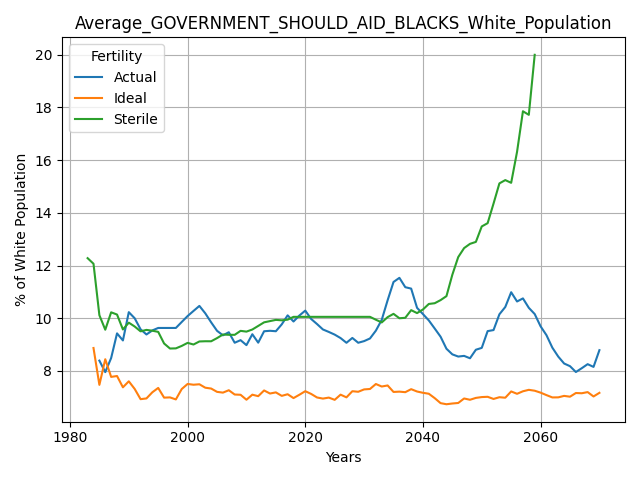 Average_GOVERNMENT_SHOULD_AID_BLACKS_White_Population
Fertility
Actual
Ideal
Sterile
% of White Population
20
18
16
14
12
10
8
1980
2000
2020
2040
2060
Years